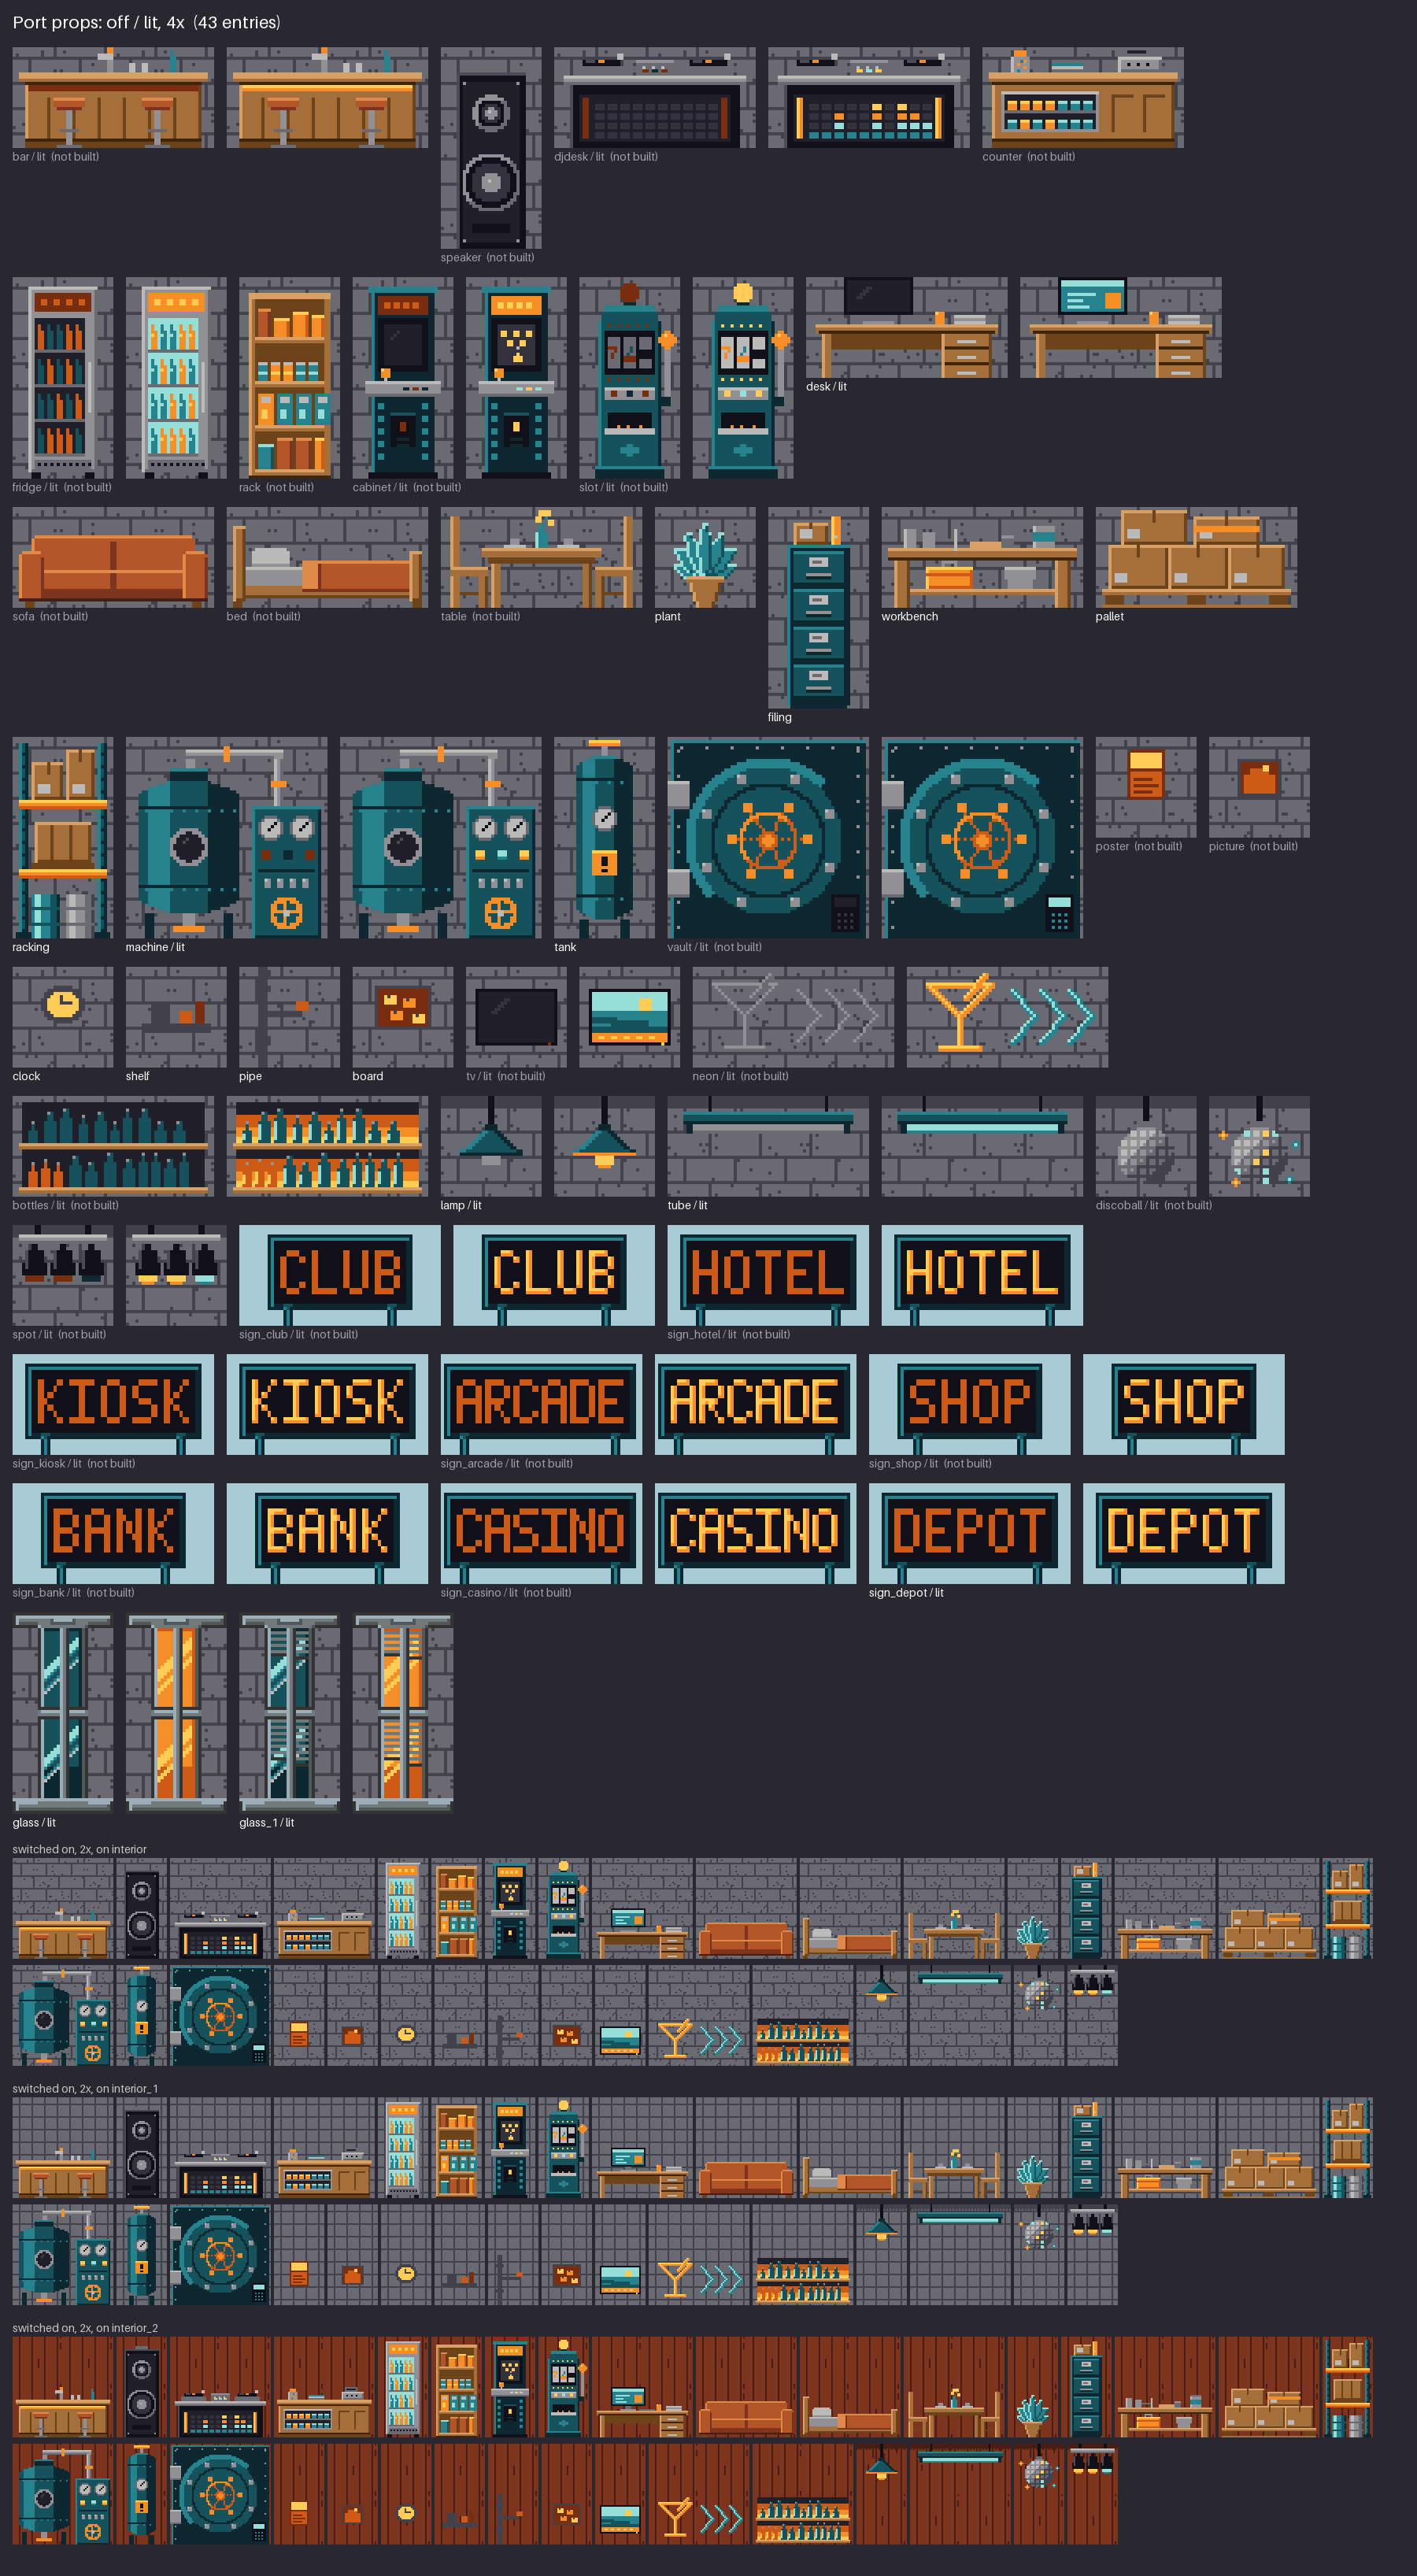 Port props: off / lit, 4x (43 entries)
bar / lit (not built)
speaker (not built)
djdesk / lit (not built)
counter (not built)
fridge / lit (not built)
rack (not built)
cabinet / lit (not built)
slot / lit (not built)
desk / lit
sofa (not built)
bed (not built)
table (not built)
plant
filing
workbench
pallet
racking
machine / lit
tank
vault / lit (not built)
poster (not built)
picture (not built)
clock
shelf
pipe
board
tv / lit (not built)
neon / lit (not built)
bottles / lit (not built)
lamp / lit
tube / lit
discoball / lit (not built)
CLUB
CLUB
HOTEL
HOTEL
spot / lit (not built)
sign_club / lit (not built)
sign_hotel / lit (not built)
KIOSK
KIOSK
ARCADE
ARCADE
SHOP
SHOP
sign_kiosk / lit (not built)
sign_arcade / lit (not built)
sign_shop / lit (not built)
BANK
BANK
CASINO
CASINO
DEPOT
DEPOT
sign_bank / lit (not built)
sign_casino / lit (not built)
sign_depot / lit
glass / lit
glass_1 / lit
switched on, 2x, on interior
switched on, 2x, on interior_1
switched on, 2x, on interior_2